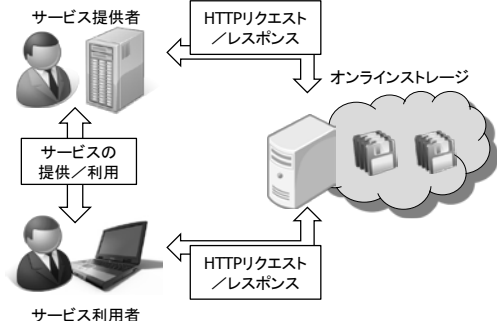 サービス提供者
HTTPリクエスト
／レスポンス
オンラインストレージ
サービスの
提供／利用
HTTPリクエスト
／レスポンス
サービス利用者